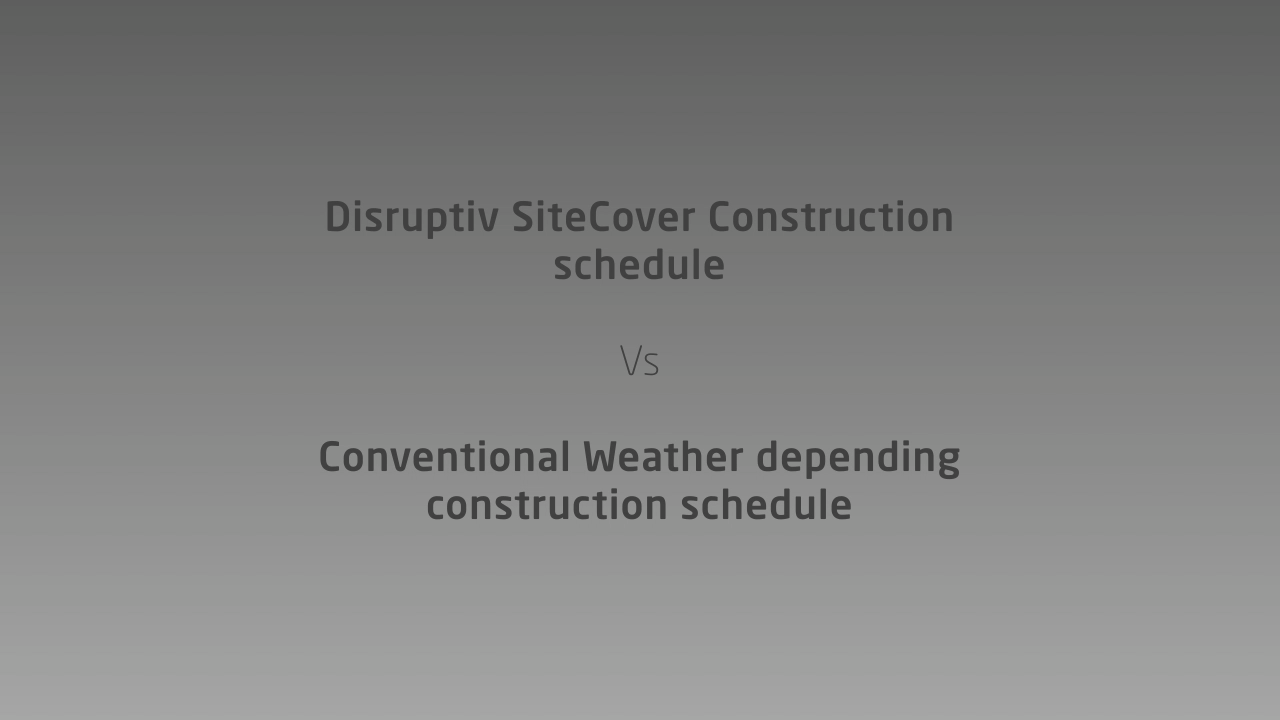 Disruptiv SiteCover Construction
schedule
Vs
Conventional Weather depending
construction schedule